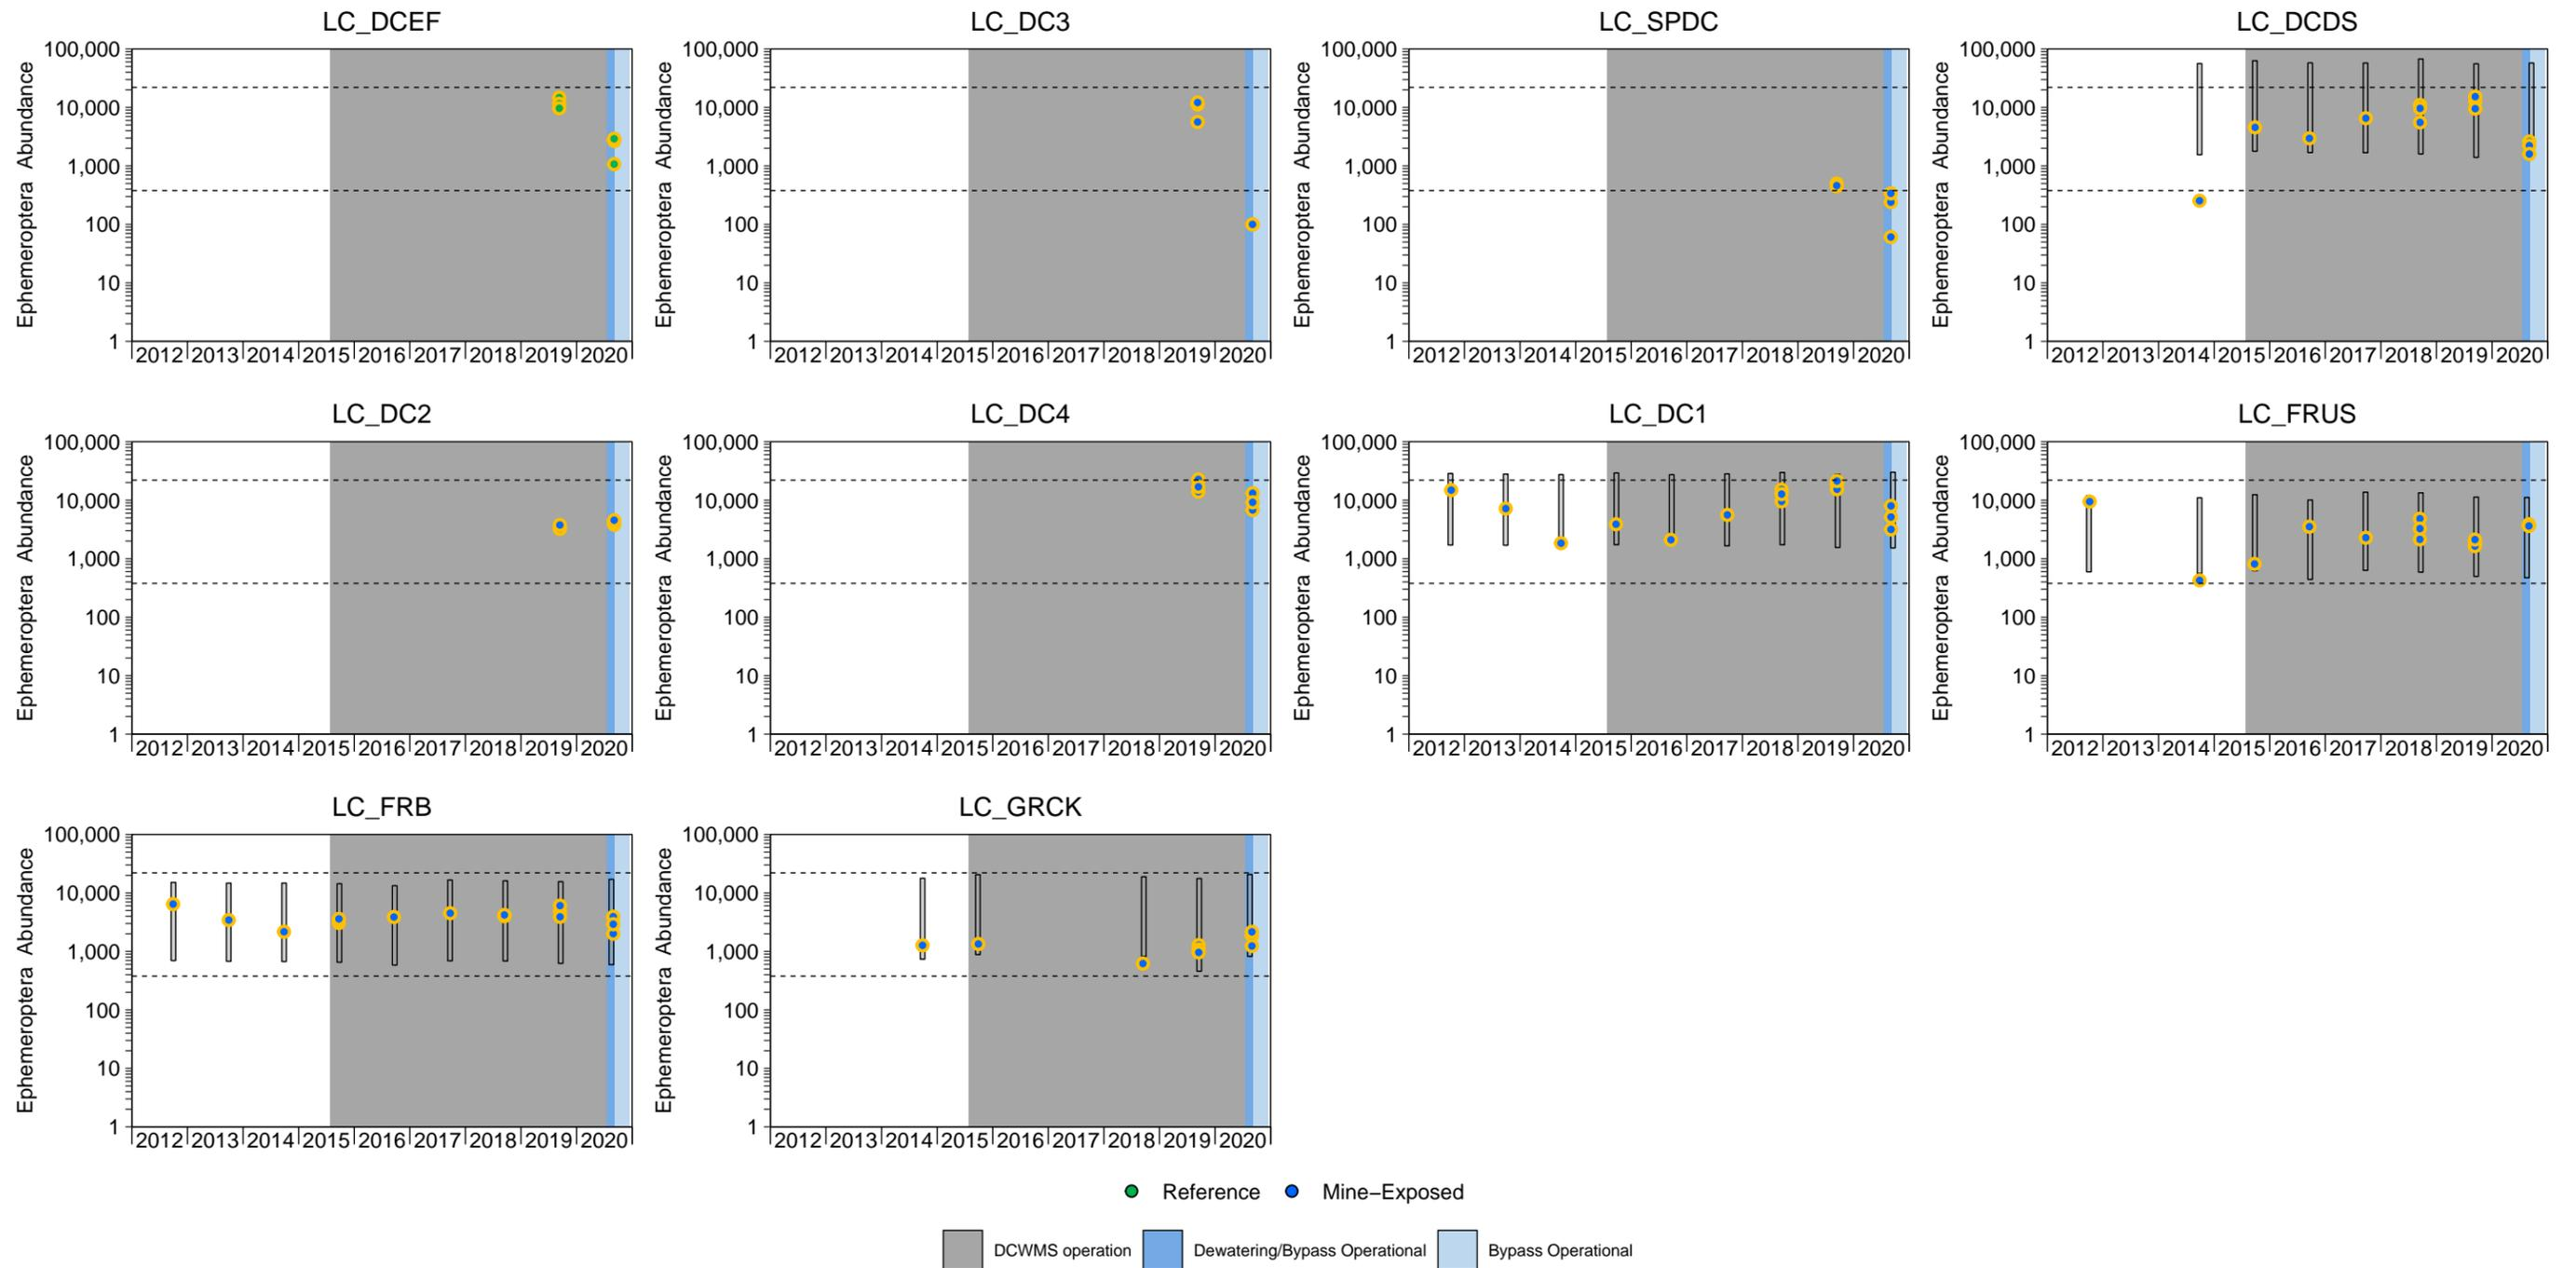 LC_DCEF
LC_DC3
LC_SPDC
LC_DCDS
Ephemeroptera Abundance
100,000
10,000
1,000
100
10
1
2012 2013 2014 2015 2016 2017 2018 2019 2020
Ephemeroptera Abundance
100,000
10,000
1,000
100
10
1
2012 2013 2014 2015 2016 2017 2018 2019 2020
Ephemeroptera Abundance
100,000
10,000
1,000
100
10
1
2012 2013 2014 2015 2016 2017 2018 2019 2020
Ephemeroptera Abundance
100,000
10,000
1,000
100
10
1
2012 2013 2014 2015 2016 2017 2018 2019 2020
LC_DC2
LC_DC4
LC_DC1
LC_FRUS
Ephemeroptera Abundance
100,000
10,000
1,000
100
10
1
2012 2013 2014 2015 2016 2017 2018 2019 2020
Ephemeroptera Abundance
100,000
10,000
1,000
100
10
1
2012 2013 2014 2015 2016 2017 2018 2019 2020
Ephemeroptera Abundance
100,000
10,000
1,000
100
10
1
2012 2013 2014 2015 2016 2017 2018 2019 2020
Ephemeroptera Abundance
100,000
10,000
1,000
100
10
1
2012 2013 2014 2015 2016 2017 2018 2019 2020
LC_FRB
LC_GRCK
Ephemeroptera Abundance
100,000
10,000
1,000
100
10
1
2012 2013 2014 2015 2016 2017 2018 2019 2020
Ephemeroptera Abundance
100,000
10,000
1,000
100
10
1
2012 2013 2014 2015 2016 2017 2018 2019 2020
Reference Mine−Exposed
DCWMS operation Dewatering/Bypass Operational Bypass Operational